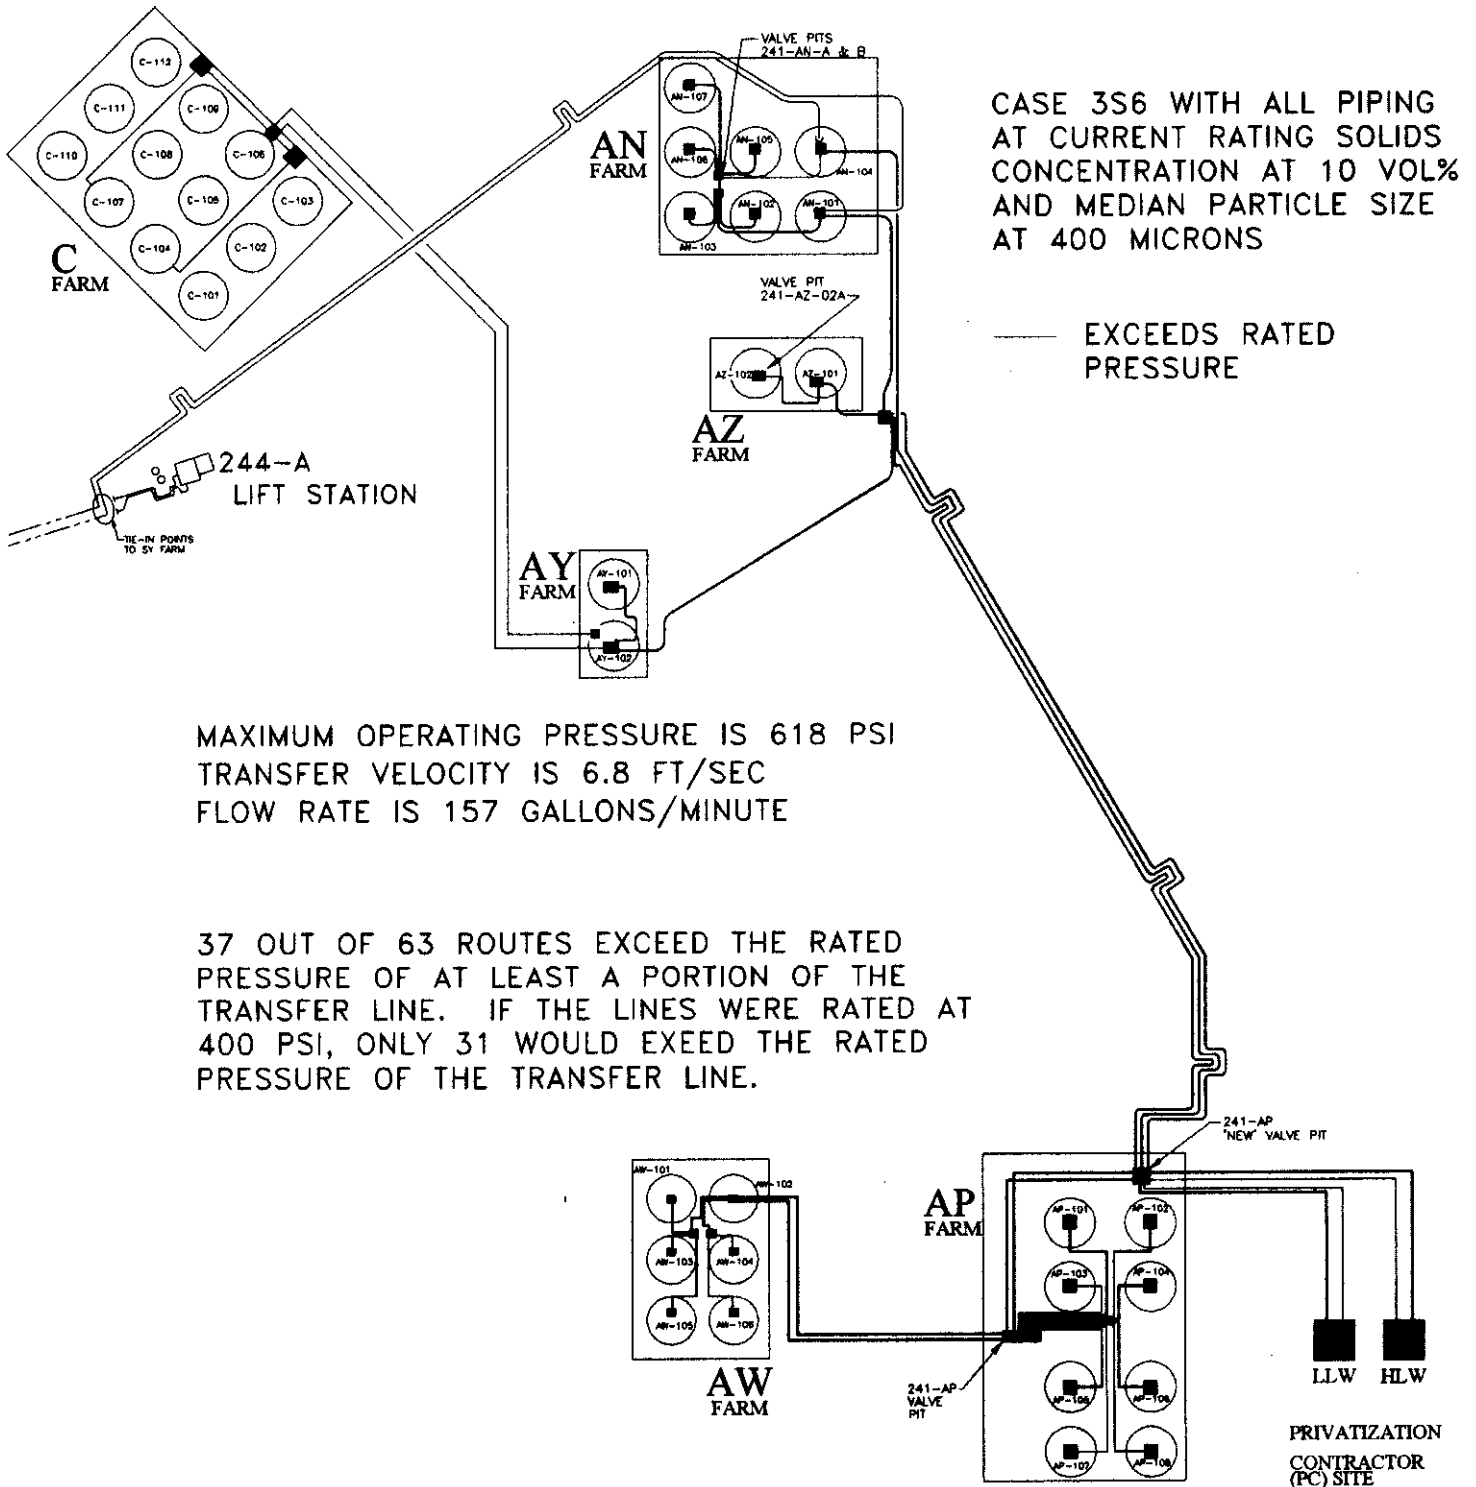 VALVE PITS
241-AN-A & B
C-112
C-111
C-109
C-110
C-108
C-106
C-107
C-105
C-103
C-104
C-102
C-101
C
FARM
AN
FARM
AN-107
AN-106
AN-105
AN-104
AN-103
AN-102
AN-101
CASE 3S6 WITH ALL PIPING
AT CURRENT RATING SOLIDS
CONCENTRATION AT 10 VOL%
AND MEDIAN PARTICLE SIZE
AT 400 MICRONS
EXCEEDS RATED
PRESSURE
VALVE PIT
241-AZ-02A
AZ-102
AZ-101
AZ
FARM
244-A
LIFT STATION
TIE-IN POINTS
TO SY FARM
AY
FARM
AY-101
AY-102
MAXIMUM OPERATING PRESSURE IS 618 PSI
TRANSFER VELOCITY IS 6.8 FT/SEC
FLOW RATE IS 157 GALLONS/MINUTE
37 OUT OF 63 ROUTES EXCEED THE RATED
PRESSURE OF AT LEAST A PORTION OF THE
TRANSFER LINE. IF THE LINES WERE RATED AT
400 PSI, ONLY 31 WOULD EXEED THE RATED
PRESSURE OF THE TRANSFER LINE.
241-AP
"NEW" VALVE PIT
AW-101
AW-102
AW-103
AW-104
AW-105
AW-106
AW
FARM
AP
FARM
AP-101
AP-102
AP-103
AP-104
AP-105
AP-106
AP-107
AP-108
241-AP
VALVE
PIT
LLW
HLW
PRIVATIZATION
CONTRACTOR
(PC) SITE